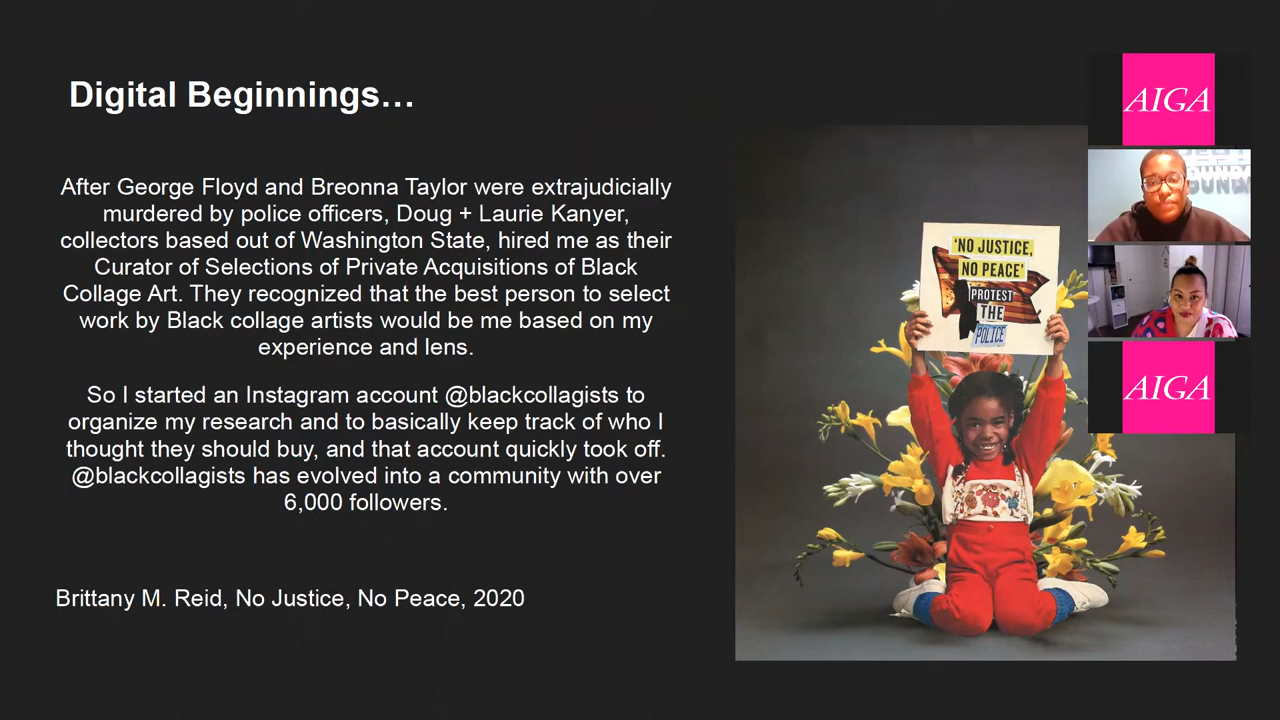 Digital Beginnings…
After George Floyd and Breonna Taylor were extrajudicially
murdered by police officers, Doug + Laurie Kanyer,
collectors based out of Washington State, hired me as their
Curator of Selections of Private Acquisitions of Black
Collage Art. They recognized that the best person to select
work by Black collage artists would be me based on my
experience and lens.
So I started an Instagram account @blackcollagists to
organize my research and to basically keep track of who I
thought they should buy, and that account quickly took off.
@blackcollagists has evolved into a community with over
6,000 followers.
Brittany M. Reid, No Justice, No Peace, 2020
'NO JUSTICE,
NO PEACE'
PROTEST
THE
POLICE
AIGA
AIGA